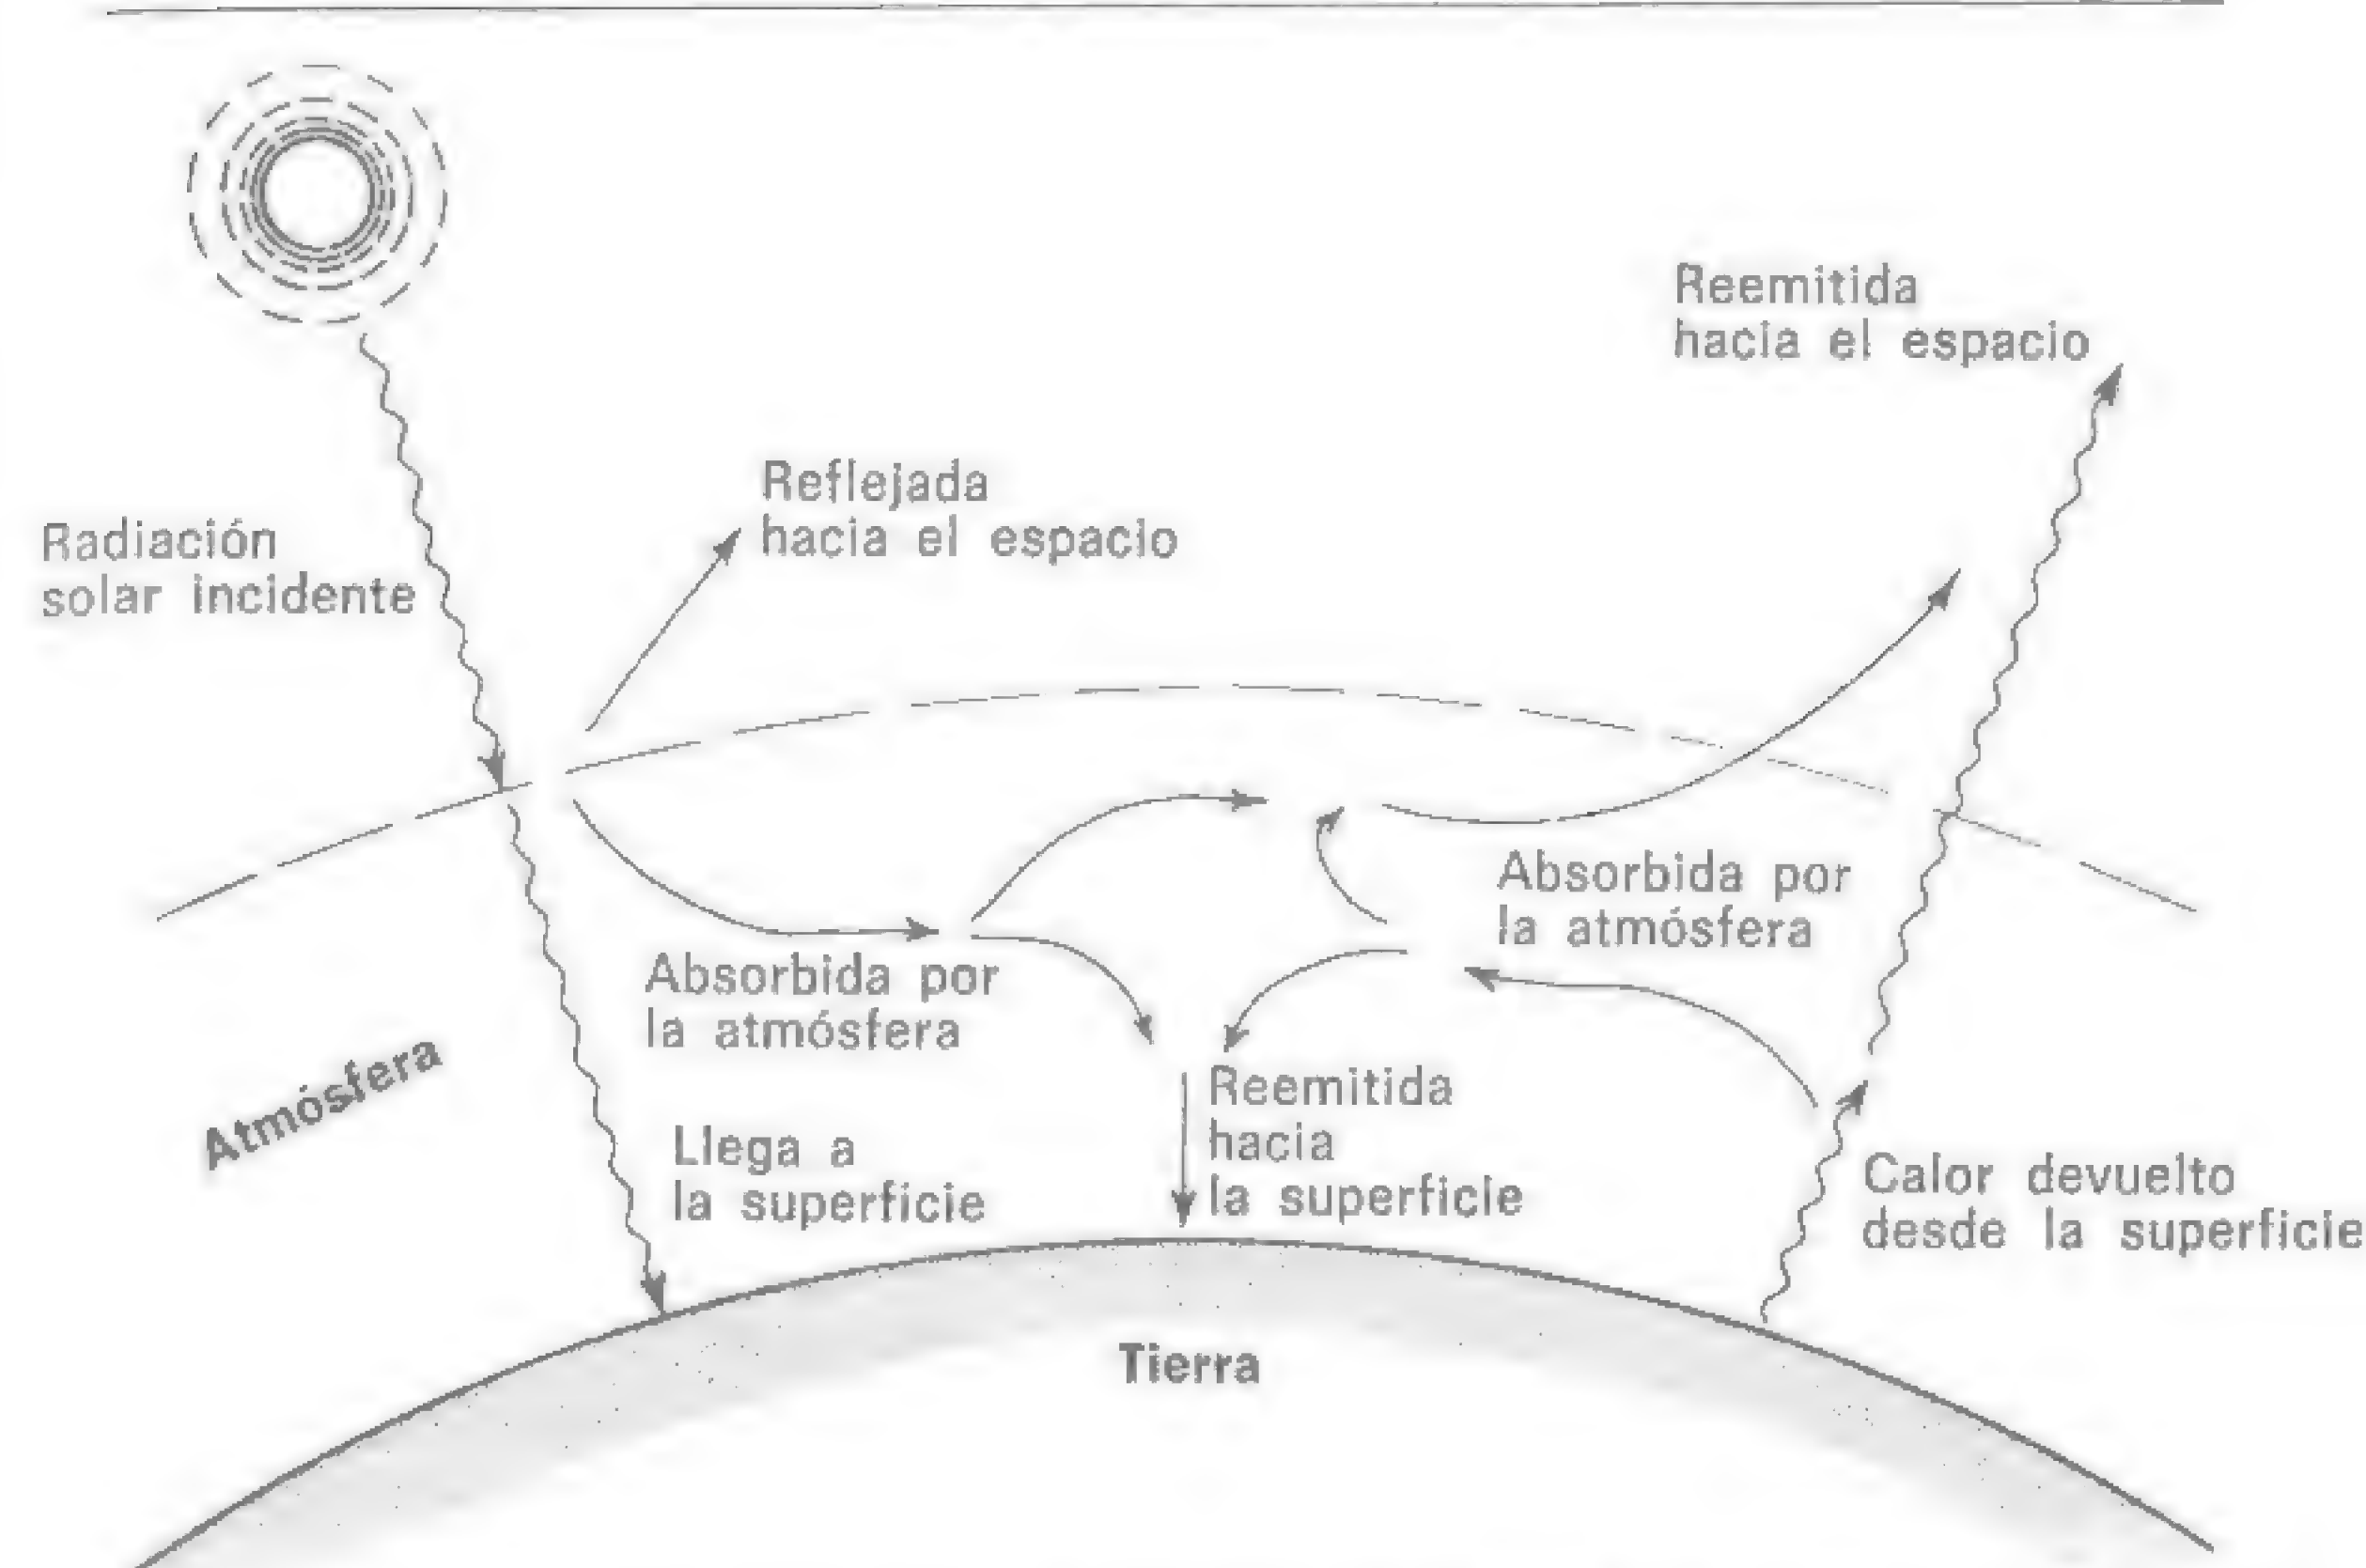 Reemitida
hacia el espacio
Reflejada
hacia el espacio
Radiación
solar incidente
Absorbida por
la atmósfera
Absorbida por
la atmósfera
Atmósfera
Reemitida
hacia
la superficie
Llega a
la superficie
Calor devuelto
desde la superficie
Tierra